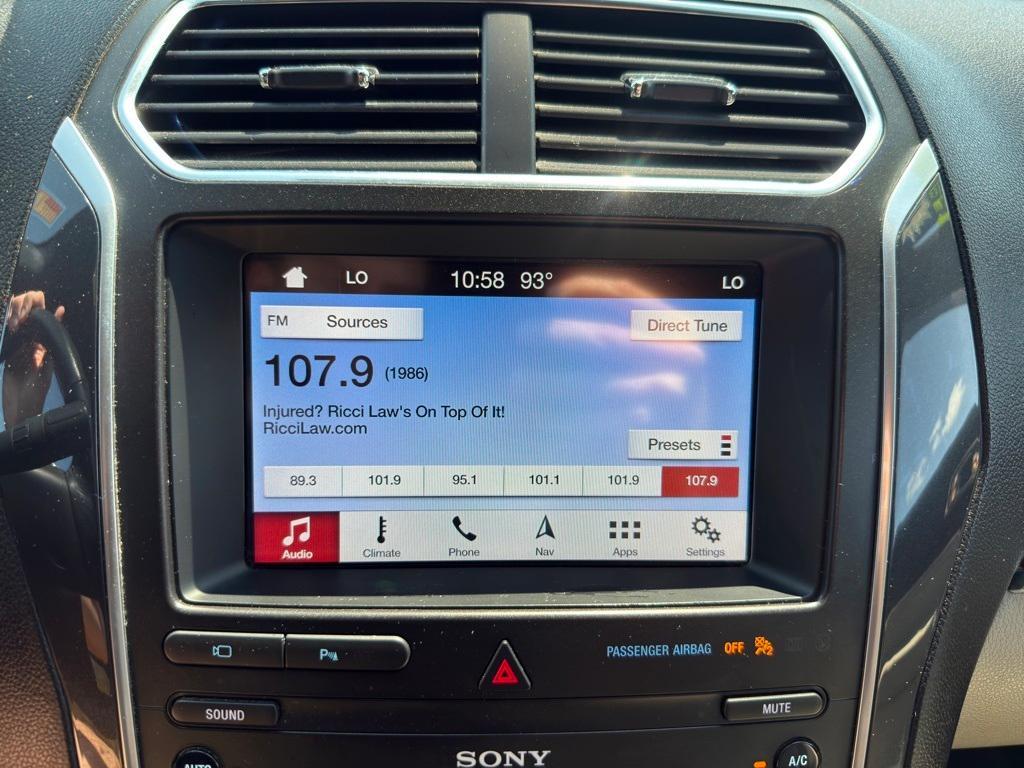 LO 10:58 93° LO
FM Sources Direct Tune
107.9 (1986)
Injured? Ricci Law's On Top Of It!
RicciLaw.com
Presets
89.3 101.9 95.1 101.1 101.9 107.9
Audio Climate Phone Nav Apps Settings
P
PASSENGER AIRBAG OFF
SOUND MUTE
SONY
AUTO A/C